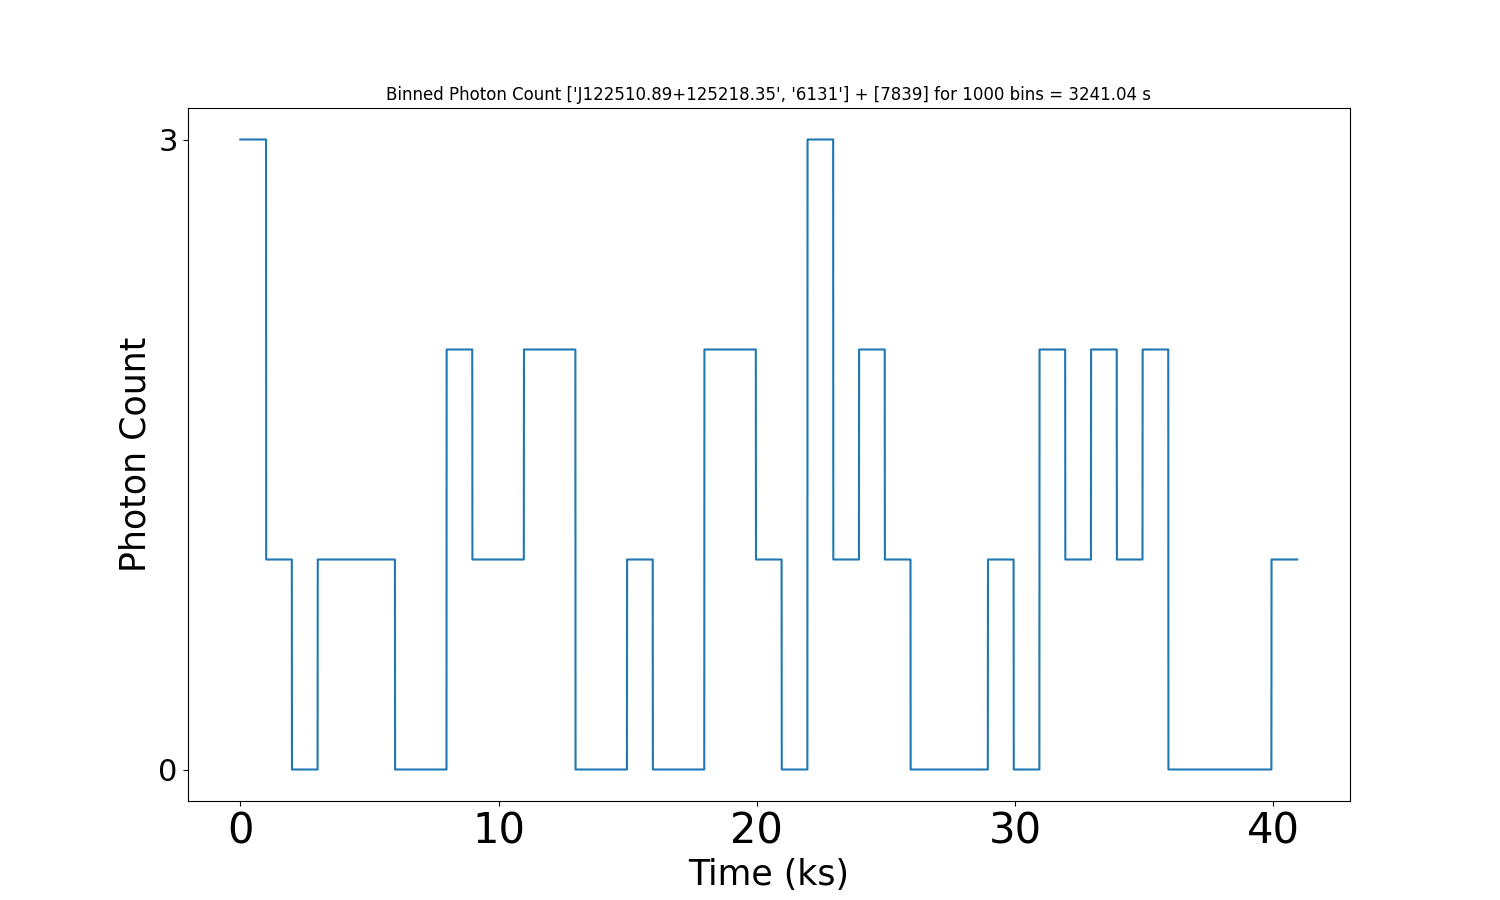 Binned Photon Count ['J122510.89+125218.35', '6131'] + [7839] for 1000 bins = 3241.04 s
3
Photon Count
0
0 10 20 30 40
Time (ks)